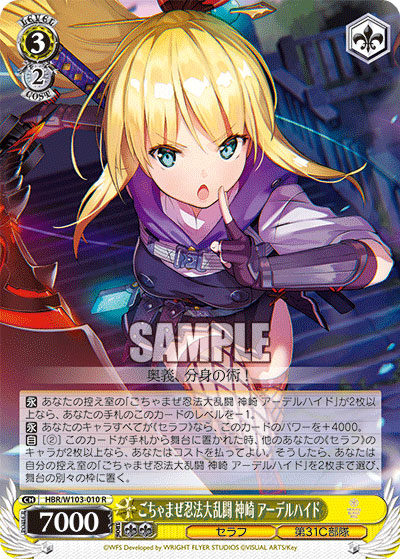 LEVEL
3
2
COST
SAMPLE
奥義、分身の術！
永 あなたの控え室の「ごちゃまぜ忍法大乱闘 神崎 アーデルハイド」が2枚以
上なら、あなたの手札のこのカードのレベルを－1。
永 あなたのキャラすべてが《セラフ》なら、このカードのパワーを＋4000。
自 [②] このカードが手札から舞台に置かれた時、他のあなたの《セラフ》
のキャラが2枚以上なら、あなたはコストを払ってよい。そうしたら、あなたは
自分の控え室の「ごちゃまぜ忍法大乱闘 神崎 アーデルハイド」を2枚まで選び、
舞台の別々の枠に置く。
CH HBR/W103-010 R
ごちゃまぜ忍法大乱闘 神崎 アーデルハイド
7000
セラフ
第31C部隊
©WFS Developed by WRIGHT FLYER STUDIOS ©VISUAL ARTS/Key